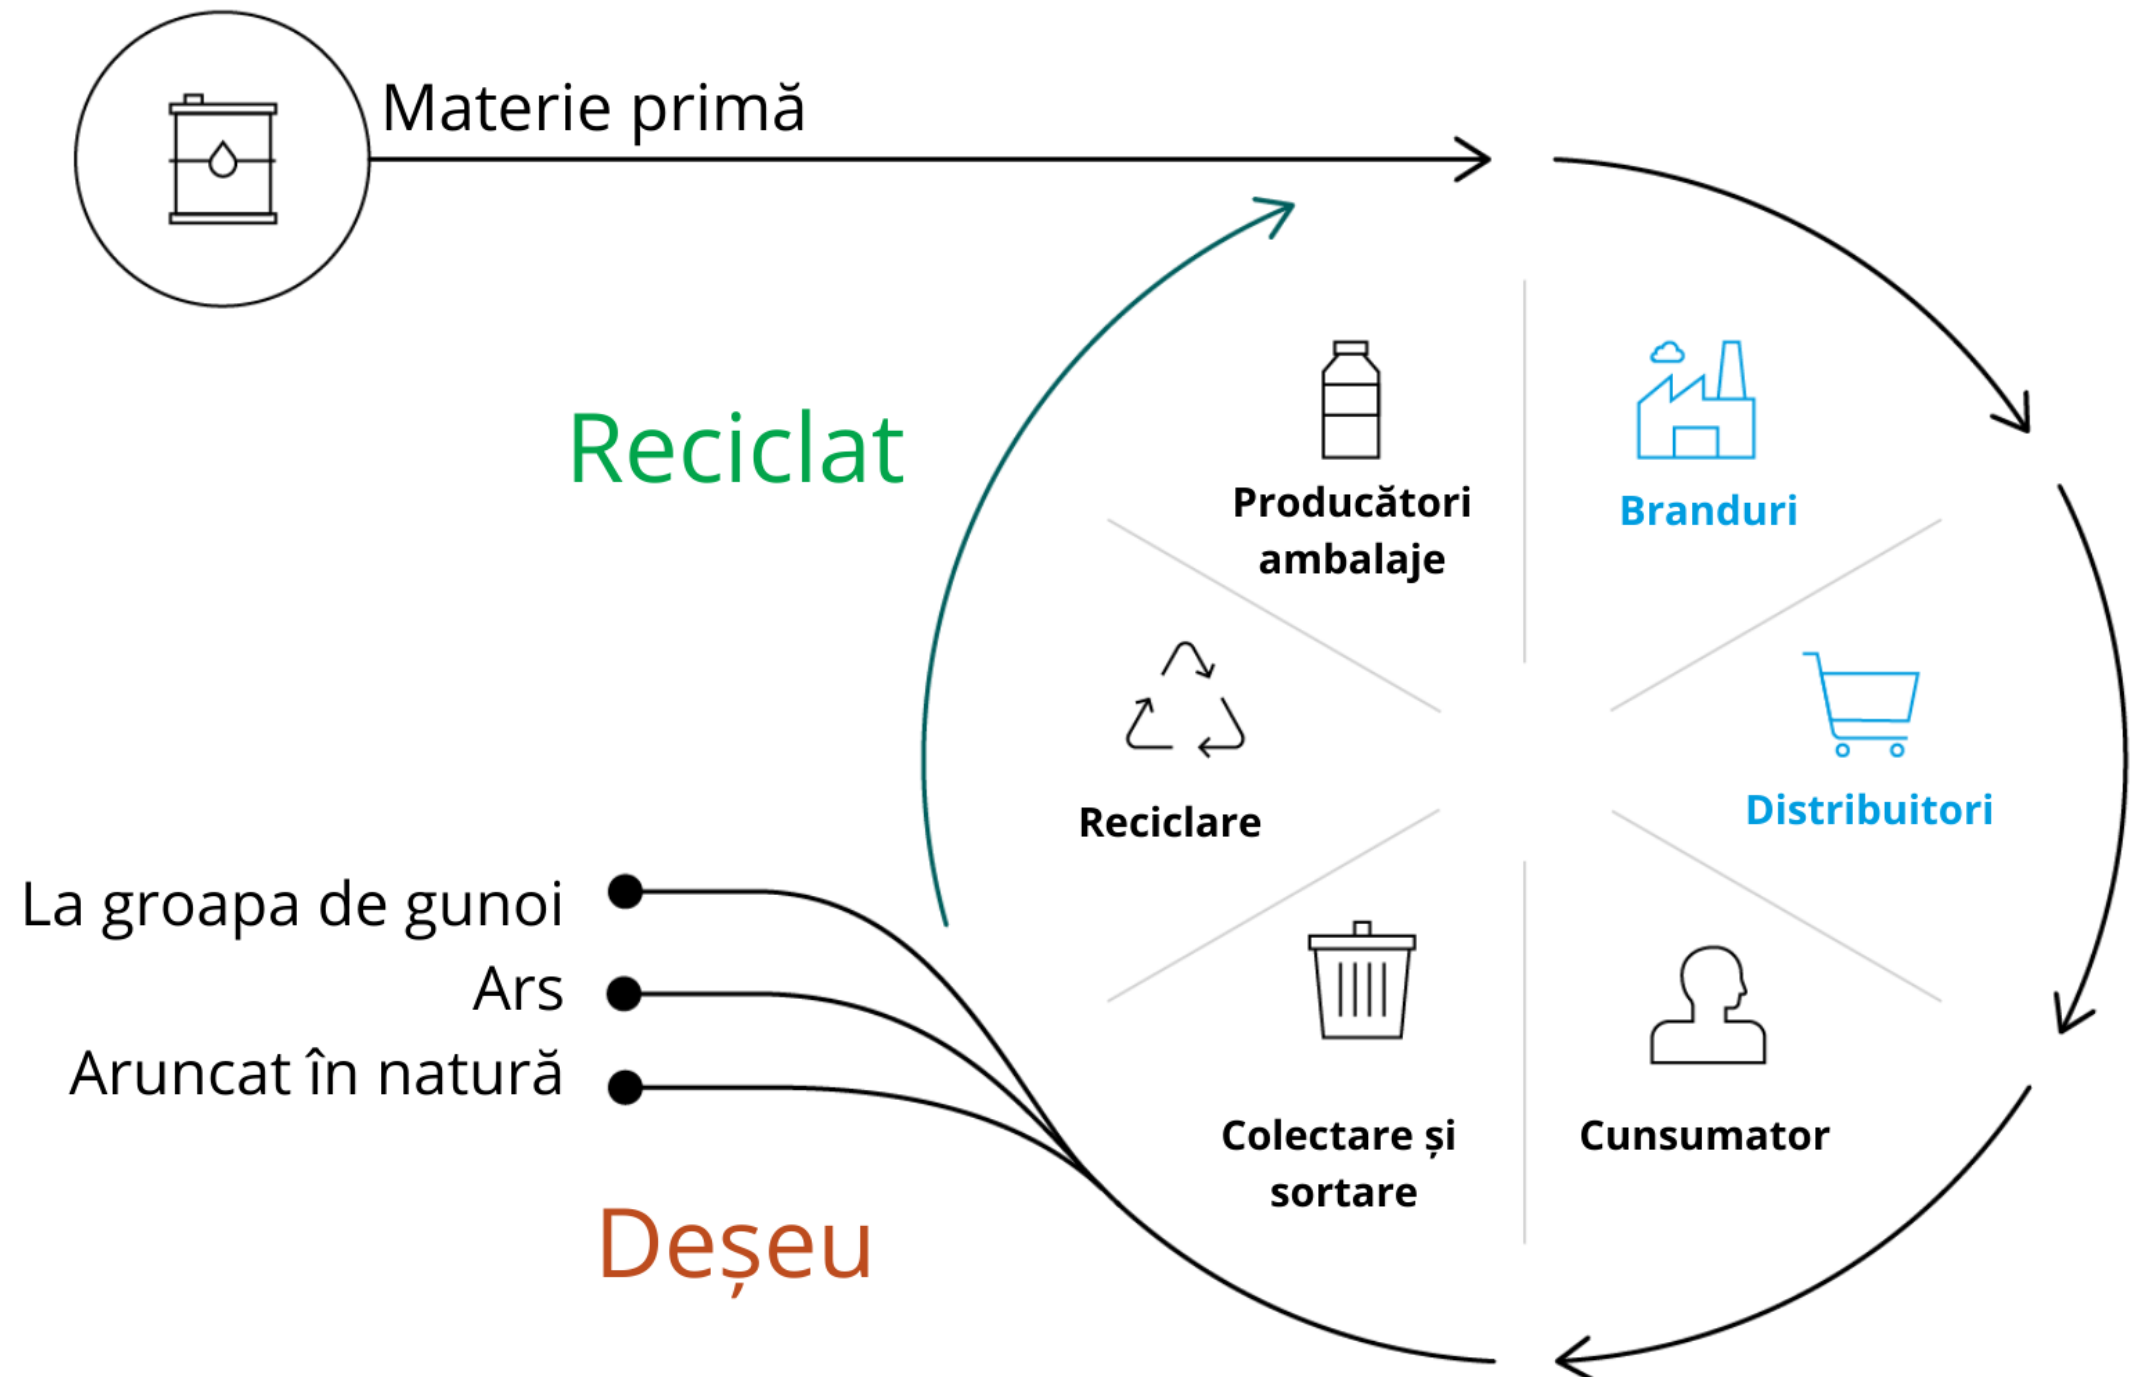 Materie primă
Reciclat
Producători
ambalaje
Branduri
Reciclare
Distribuitori
La groapa de gunoi
Ars
Aruncat în natură
Colectare și
sortare
Cunsumator
Deșeu